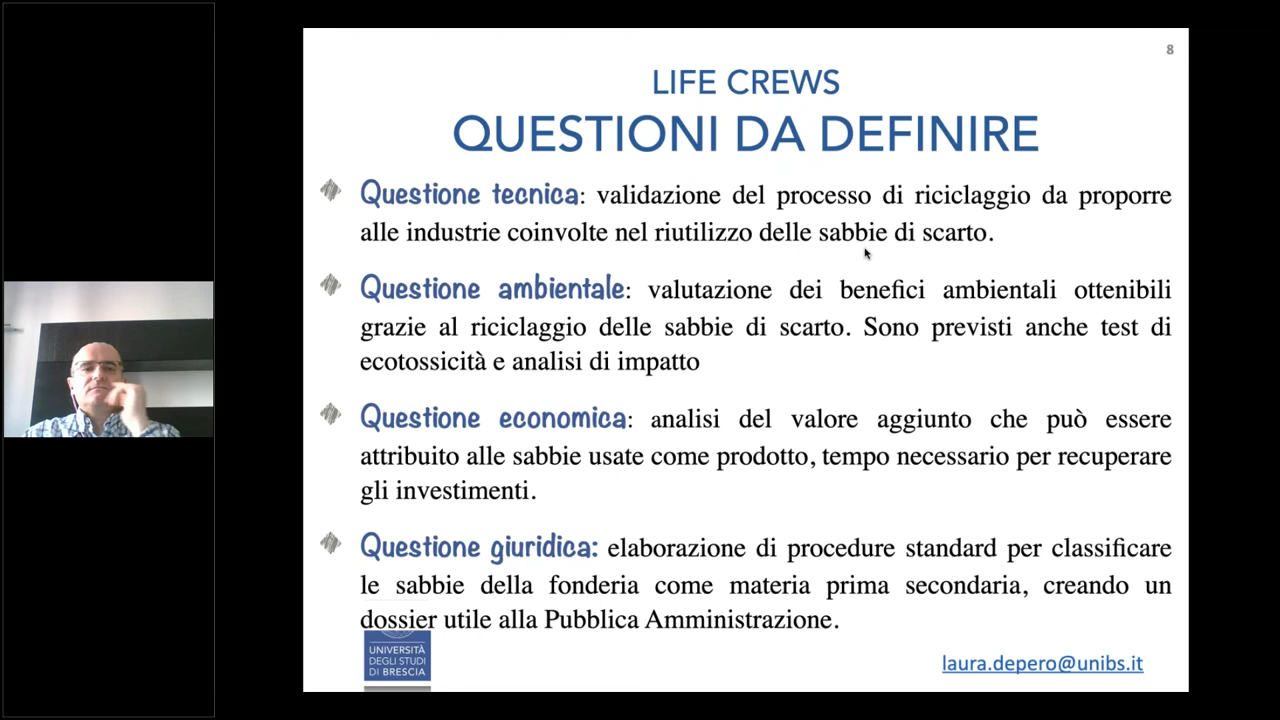 8
LIFE CREWS
QUESTIONI DA DEFINIRE
Questione tecnica: validazione del processo di riciclaggio da proporre
alle industrie coinvolte nel riutilizzo delle sabbie di scarto.
Questione ambientale: valutazione dei benefici ambientali ottenibili
grazie al riciclaggio delle sabbie di scarto. Sono previsti anche test di
ecotossicità e analisi di impatto
Questione economica: analisi del valore aggiunto che può essere
attribuito alle sabbie usate come prodotto, tempo necessario per recuperare
gli investimenti.
Questione giuridica: elaborazione di procedure standard per classificare
le sabbie della fonderia come materia prima secondaria, creando un
dossier utile alla Pubblica Amministrazione.
UNIVERSITÀ
DEGLI STUDI
DI BRESCIA
laura.depero@unibs.it